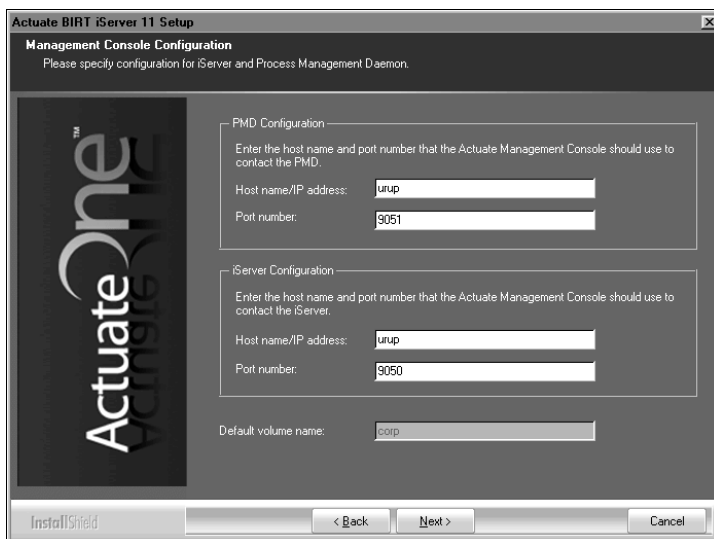 Actuate BIRT iServer 11 Setup
Management Console Configuration
Please specify configuration for iServer and Process Management Daemon.
ActuateOne™
PMD Configuration
Enter the host name and port number that the Actuate Management Console should use to
contact the PMD.
Host name/IP address: urup
Port number: 9051
iServer Configuration
Enter the host name and port number that the Actuate Management Console should use to
contact the iServer.
Host name/IP address: urup
Port number: 9050
Default volume name: corp
InstallShield
< Back Next > Cancel